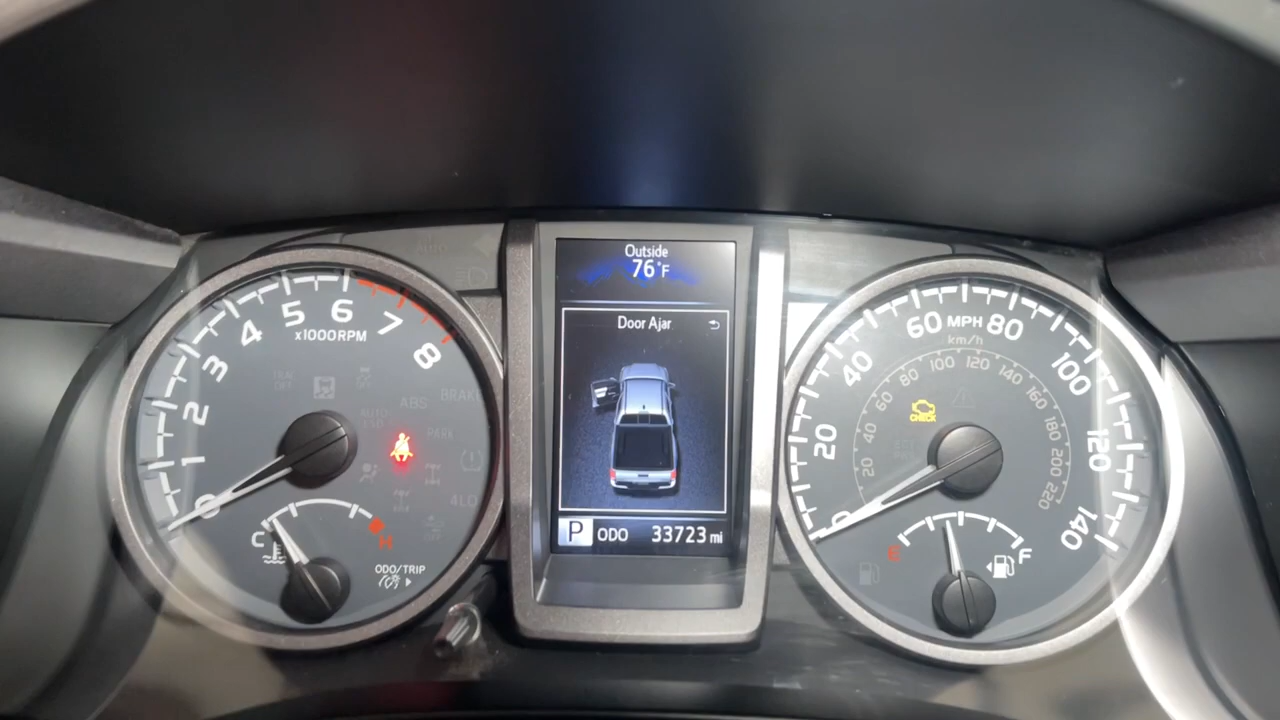 Outside
76°F
Door Ajar
P ODO 33723 mi
0 1 2 3 4 5 6 7 8
x1000RPM
ABS
BRAKE
PARK
4LO
C H
ODO/TRIP
0 20 40 60 80 100 120 140
MPH
km/h
20 40 60 80 100 120 140 160 180 200 220
CHECK
E F